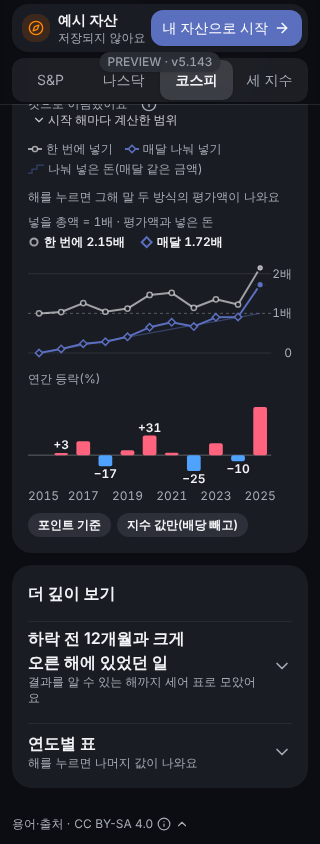 예시 자산
저장되지 않아요
내 자산으로 시작 →
PREVIEW · v5.143
S&P
나스닥
코스피
세 지수
시작 해마다 계산한 범위
한 번에 넣기
매달 나눠 넣기
나눠 넣은 돈(매달 같은 금액)
해를 누르면 그해 말 두 방식의 평가액이 나와요
넣을 총액 = 1배 · 평가액과 넣은 돈
한 번에 2.15배
매달 1.72배
2배
1배
0
연간 등락(%)
+3
−17
+31
−25
−10
2015 2017 2019 2021 2023 2025
포인트 기준
지수 값만(배당 빼고)
더 깊이 보기
하락 전 12개월과 크게
오른 해에 있었던 일
결과를 알 수 있는 해까지 세어 표로 모았어
요
연도별 표
해를 누르면 나머지 값이 나와요
용어·출처 · CC BY-SA 4.0